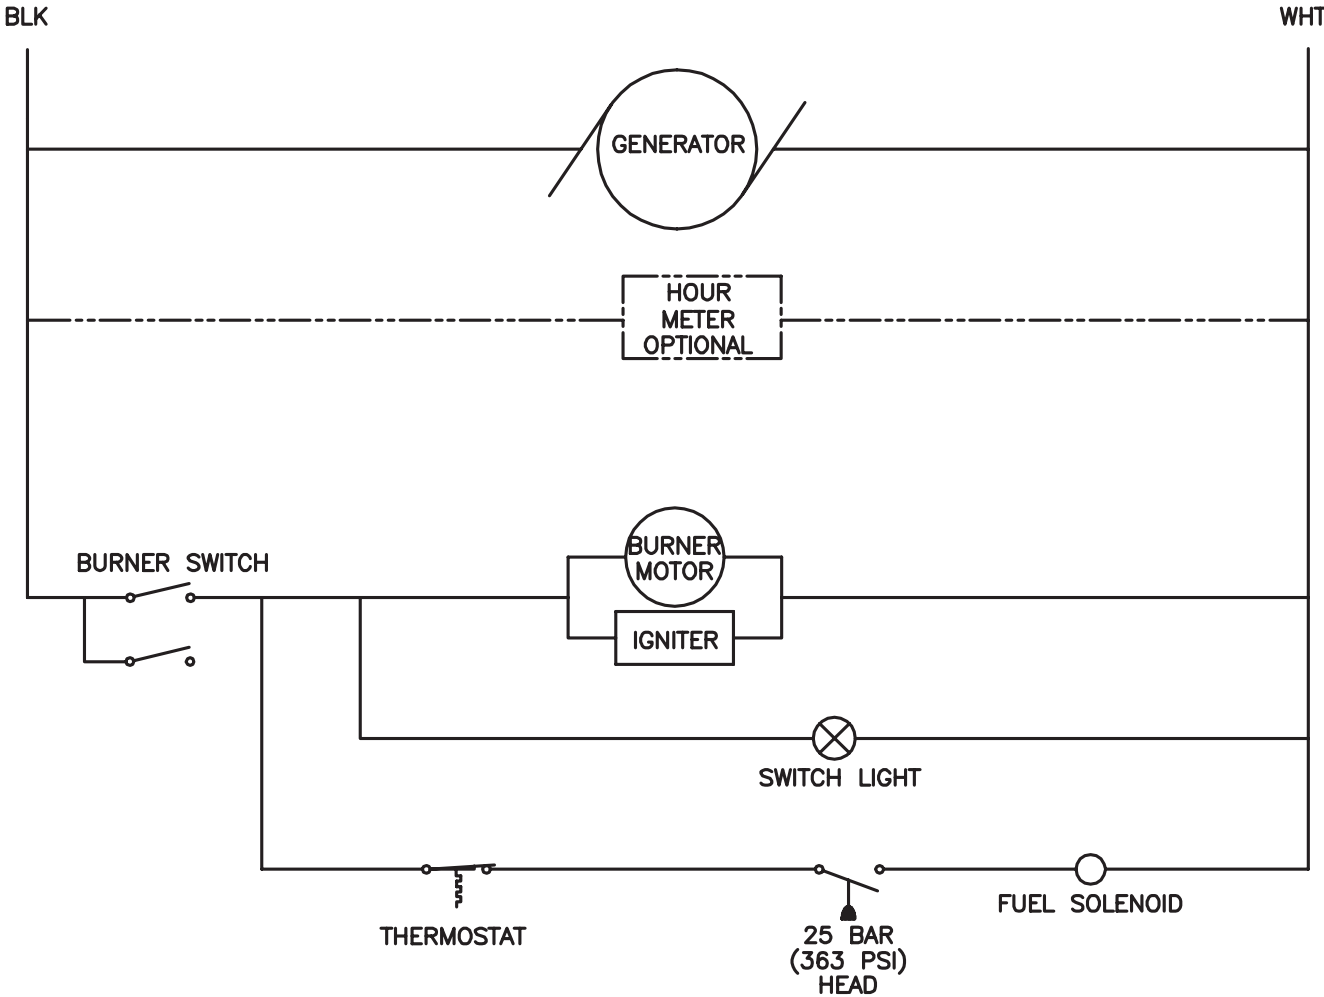 BLK
WHT
GENERATOR
HOUR
METER
OPTIONAL
BURNER SWITCH
BURNER
MOTOR
IGNITER
SWITCH LIGHT
FUEL SOLENOID
THERMOSTAT
25 BAR
(363 PSI)
HEAD